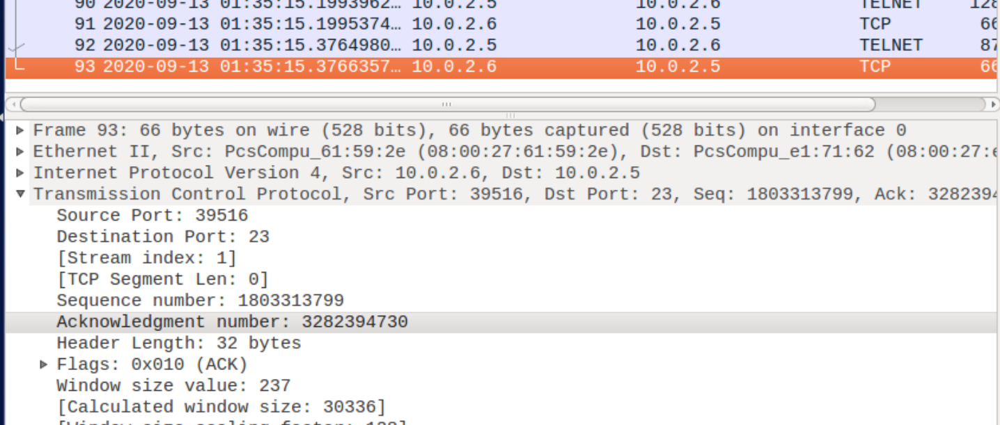 90 2020-09-13 01:35:15.1993962… 10.0.2.5 10.0.2.6 TELNET 128
91 2020-09-13 01:35:15.1995374… 10.0.2.6 10.0.2.5 TCP 66
92 2020-09-13 01:35:15.3764980… 10.0.2.5 10.0.2.6 TELNET 87
93 2020-09-13 01:35:15.3766357… 10.0.2.6 10.0.2.5 TCP 66
Frame 93: 66 bytes on wire (528 bits), 66 bytes captured (528 bits) on interface 0
Ethernet II, Src: PcsCompu_61:59:2e (08:00:27:61:59:2e), Dst: PcsCompu_e1:71:62 (08:00:27:e
Internet Protocol Version 4, Src: 10.0.2.6, Dst: 10.0.2.5
Transmission Control Protocol, Src Port: 39516, Dst Port: 23, Seq: 1803313799, Ack: 3282394
Source Port: 39516
Destination Port: 23
[Stream index: 1]
[TCP Segment Len: 0]
Sequence number: 1803313799
Acknowledgment number: 3282394730
Header Length: 32 bytes
Flags: 0x010 (ACK)
Window size value: 237
[Calculated window size: 30336]
[Window size scaling factor: 128]